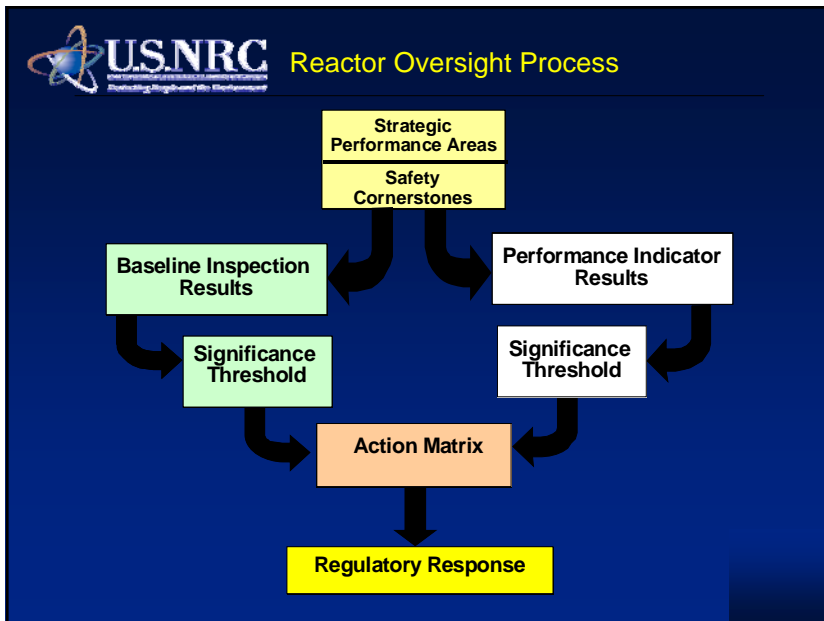 U.S.NRC
Reactor Oversight Process
Strategic
Performance Areas
Safety
Cornerstones
Baseline Inspection
Results
Performance Indicator
Results
Significance
Threshold
Significance
Threshold
Action Matrix
Regulatory Response